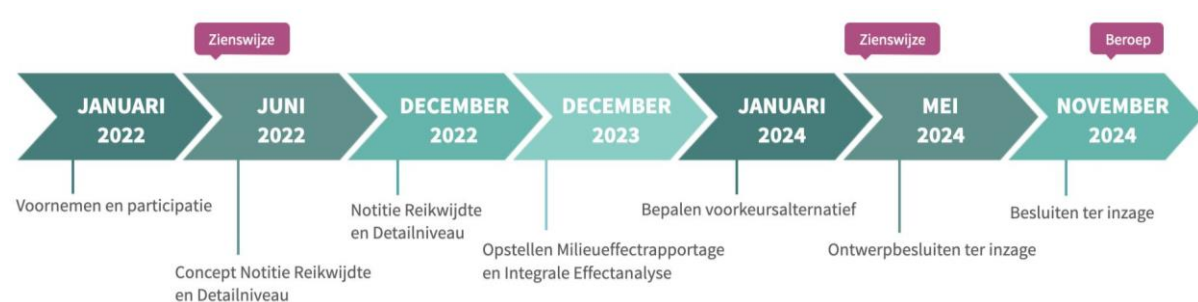 Zienswijze
Zienswijze
Beroep
JANUARI
2022
JUNI
2022
DECEMBER
2022
DECEMBER
2023
JANUARI
2024
MEI
2024
NOVEMBER
2024
Voornemen en participatie
Concept Notitie Reikwijdte
en Detailniveau
Notitie Reikwijdte
en Detailniveau
Opstellen Milieueffectrapportage
en Integrale Effectanalyse
Bepalen voorkeursalternatief
Ontwerpbesluiten ter inzage
Besluiten ter inzage